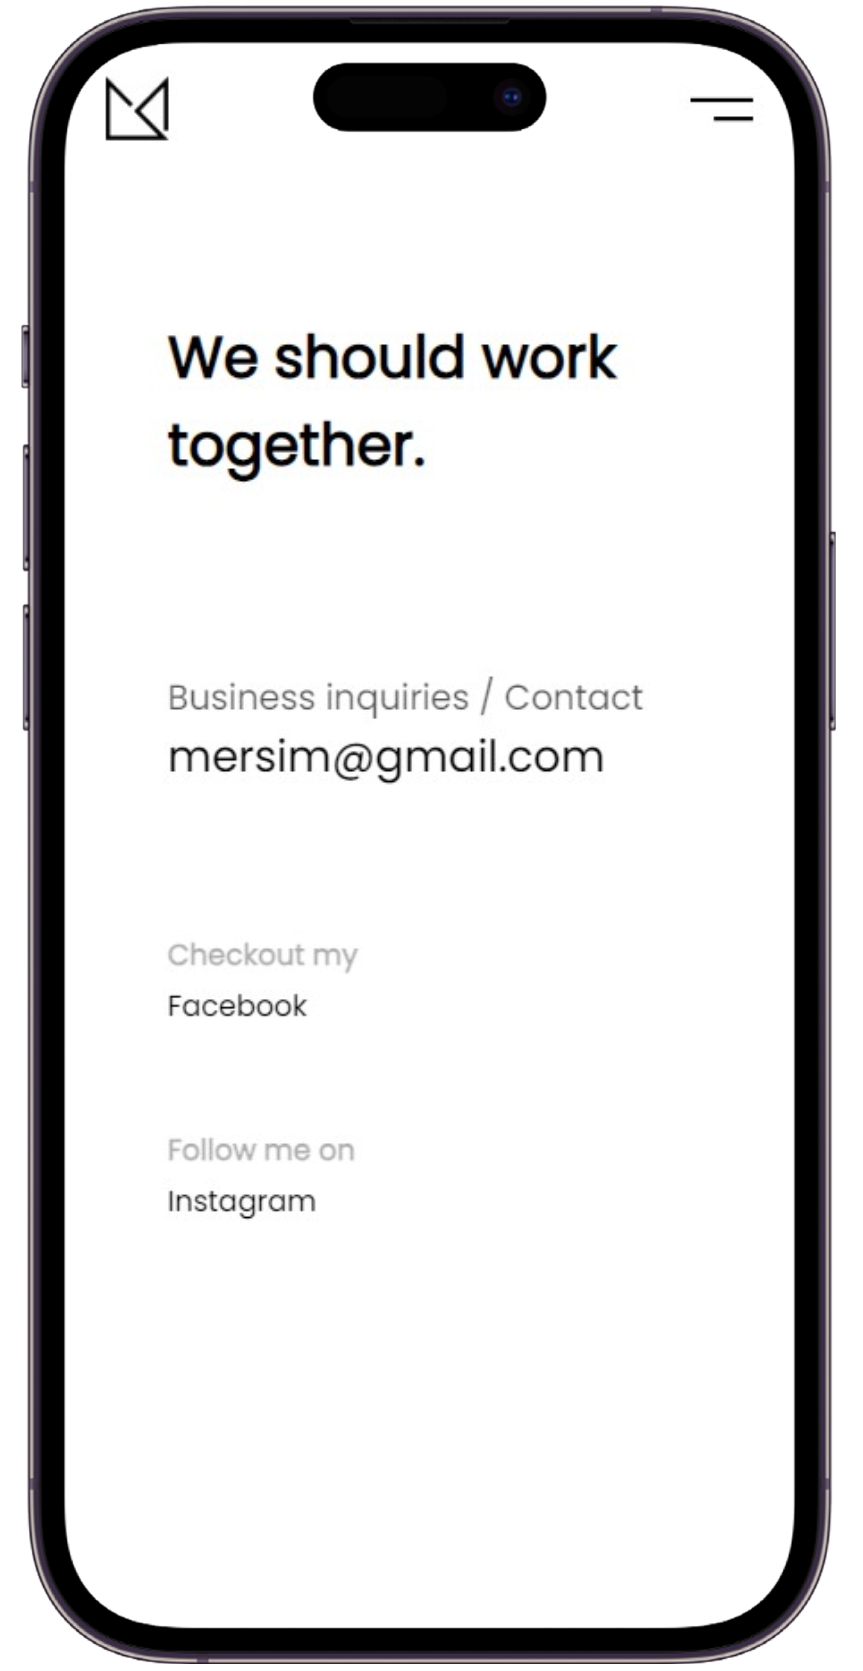 We should work
together.
Business inquiries / Contact
mersim@gmail.com
Checkout my
Facebook
Follow me on
Instagram